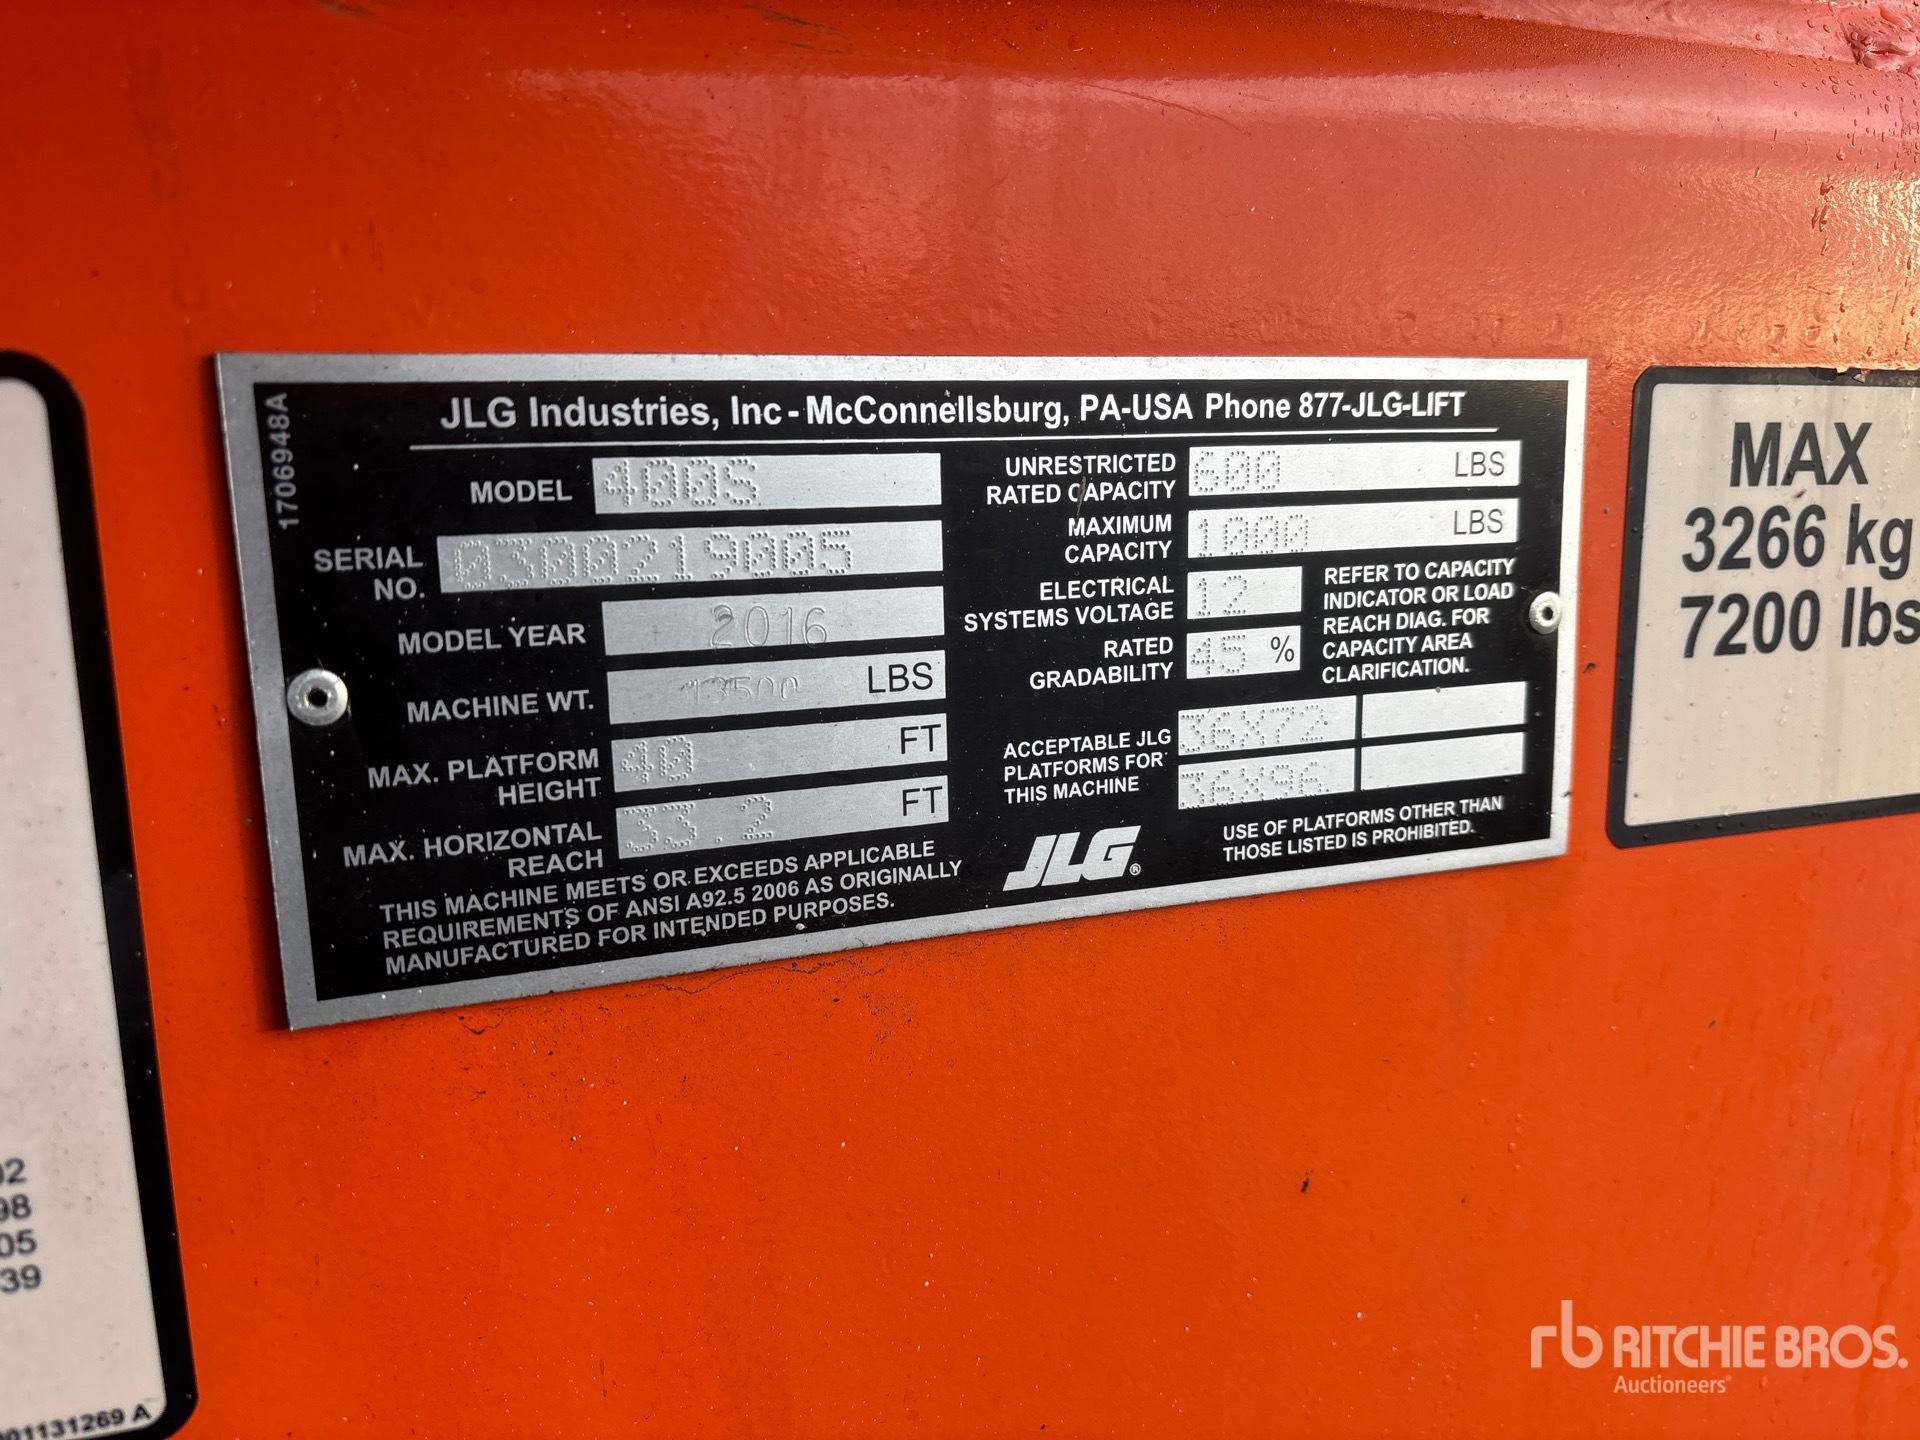 1706948A
JLG Industries, Inc - McConnellsburg, PA-USA Phone 877-JLG-LIFT
MODEL 400S
SERIAL
NO. 0300219005
MODEL YEAR 2016
MACHINE WT. 13500 LBS
MAX. PLATFORM
HEIGHT 40 FT
MAX. HORIZONTAL
REACH 33.2 FT
THIS MACHINE MEETS OR EXCEEDS APPLICABLE
REQUIREMENTS OF ANSI A92.5 2006 AS ORIGINALLY
MANUFACTURED FOR INTENDED PURPOSES.
UNRESTRICTED
RATED CAPACITY 600 LBS
MAXIMUM
CAPACITY 1000 LBS
ELECTRICAL
SYSTEMS VOLTAGE 12
RATED
GRADABILITY 45 %
REFER TO CAPACITY
INDICATOR OR LOAD
REACH DIAG. FOR
CAPACITY AREA
CLARIFICATION.
ACCEPTABLE JLG
PLATFORMS FOR
THIS MACHINE
36X72
36X96
JLG®
USE OF PLATFORMS OTHER THAN
THOSE LISTED IS PROHIBITED.
MAX
3266 kg
7200 lbs
02
98
05
39
001131269 A
rb RITCHIE BROS.
Auctioneers